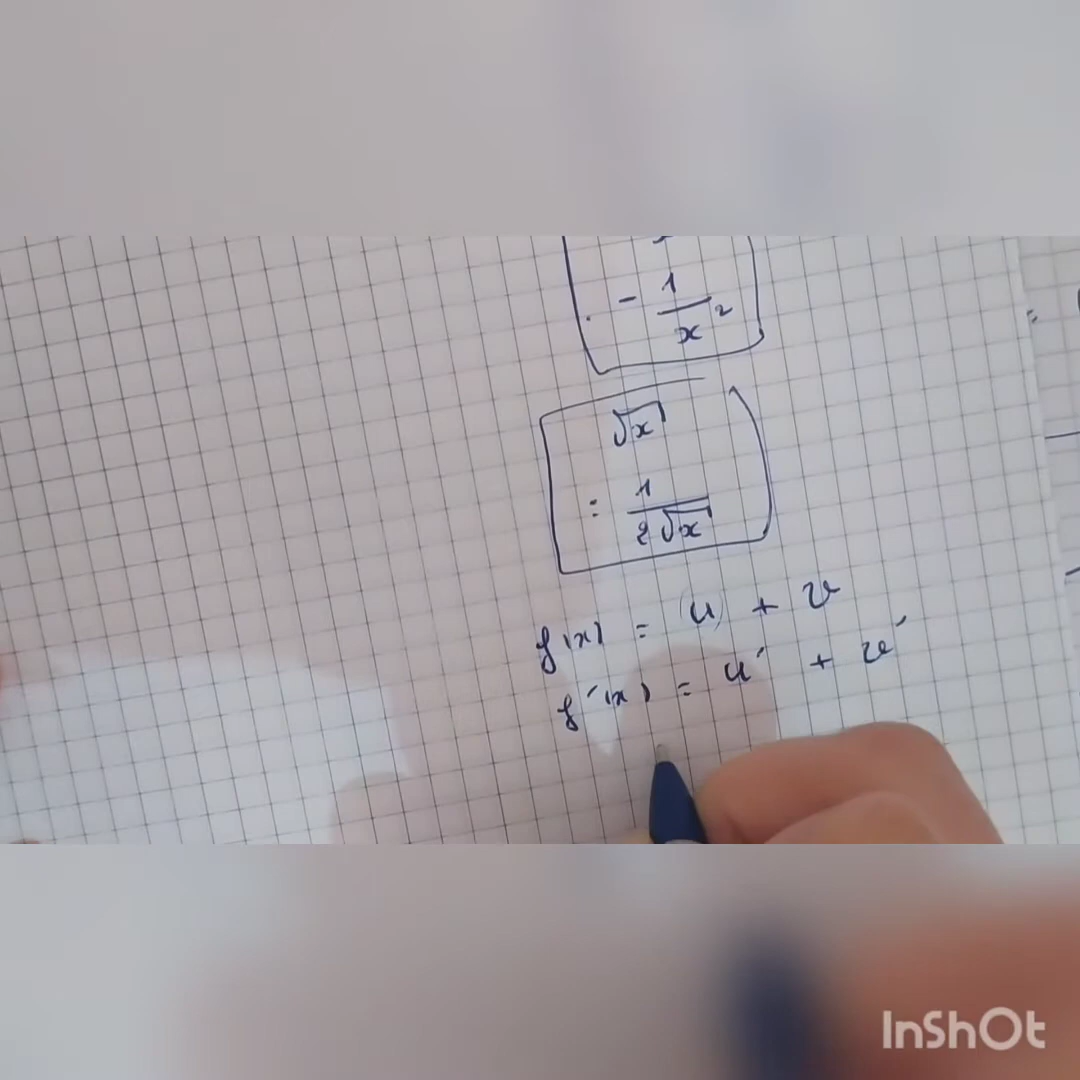 - 1/x²
√x
= 1/2√x
f(x) = (u) + v
f'(x) = u' + v'
=
InShOt